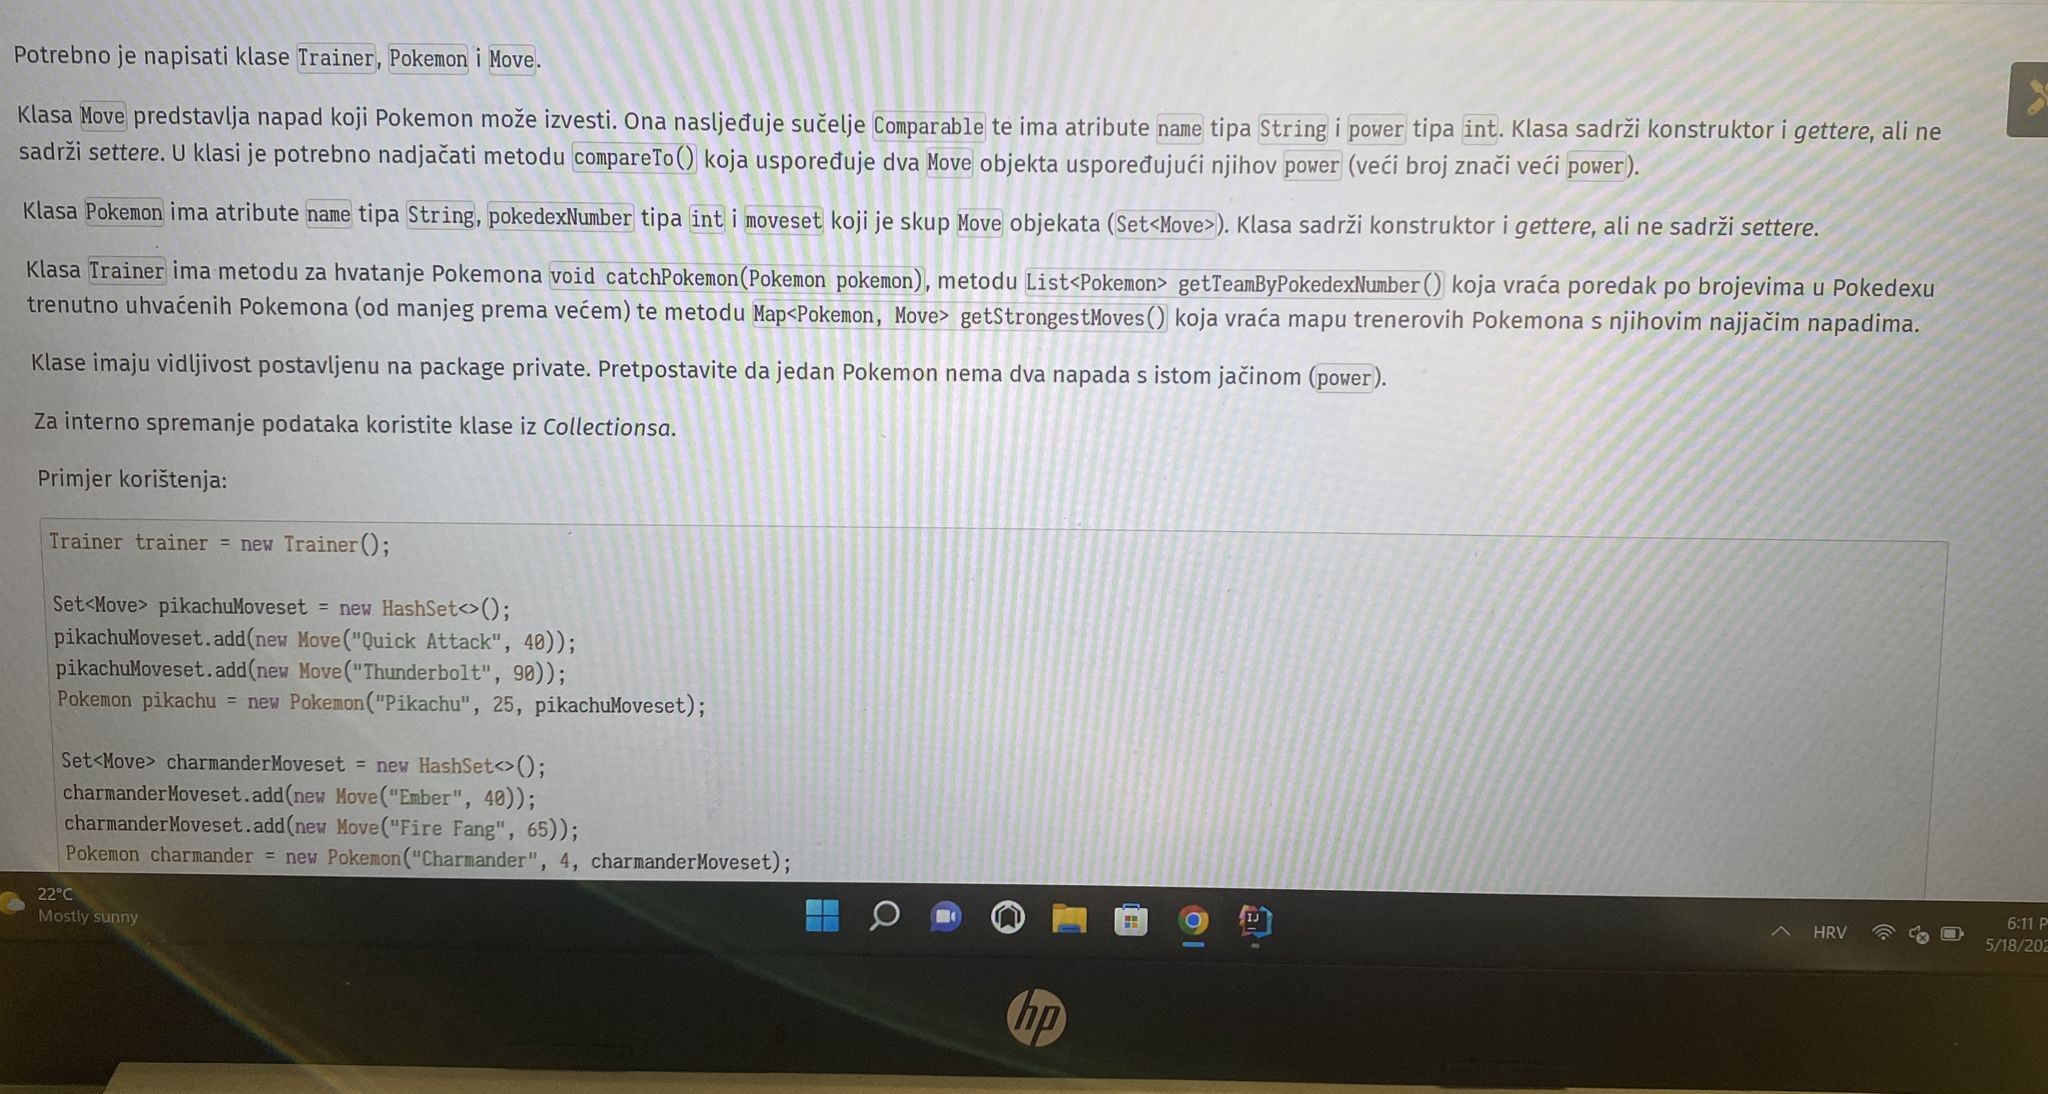 Potrebno je napisati klase Trainer, Pokemon i Move.
Klasa Move predstavlja napad koji Pokemon može izvesti. Ona nasljeđuje sučelje Comparable te ima atribute name tipa String i power tipa int. Klasa sadrži konstruktor i gettere, ali ne
sadrži settere. U klasi je potrebno nadjačati metodu compareTo() koja uspoređuje dva Move objekta uspoređujući njihov power (veći broj znači veći power).
Klasa Pokemon ima atribute name tipa String, pokedexNumber tipa int i moveset koji je skup Move objekata (Set<Move>). Klasa sadrži konstruktor i gettere, ali ne sadrži settere.
Klasa Trainer ima metodu za hvatanje Pokemona void catchPokemon(Pokemon pokemon), metodu List<Pokemon> getTeamByPokedexNumber() koja vraća poredak po brojevima u Pokedexu
trenutno uhvaćenih Pokemona (od manjeg prema većem) te metodu Map<Pokemon, Move> getStrongestMoves() koja vraća mapu trenerovih Pokemona s njihovim najjačim napadima.
Klase imaju vidljivost postavljenu na package private. Pretpostavite da jedan Pokemon nema dva napada s istom jačinom (power).
Za interno spremanje podataka koristite klase iz Collectionsa.
Primjer korištenja:
Trainer trainer = new Trainer();
Set<Move> pikachuMoveset = new HashSet<>();
pikachuMoveset.add(new Move("Quick Attack", 40));
pikachuMoveset.add(new Move("Thunderbolt", 90));
Pokemon pikachu = new Pokemon("Pikachu", 25, pikachuMoveset);
Set<Move> charmanderMoveset = new HashSet<>();
charmanderMoveset.add(new Move("Ember", 40));
charmanderMoveset.add(new Move("Fire Fang", 65));
Pokemon charmander = new Pokemon("Charmander", 4, charmanderMoveset);
22°C
Mostly sunny
IJ
HRV
6:11 P
5/18/202
hp